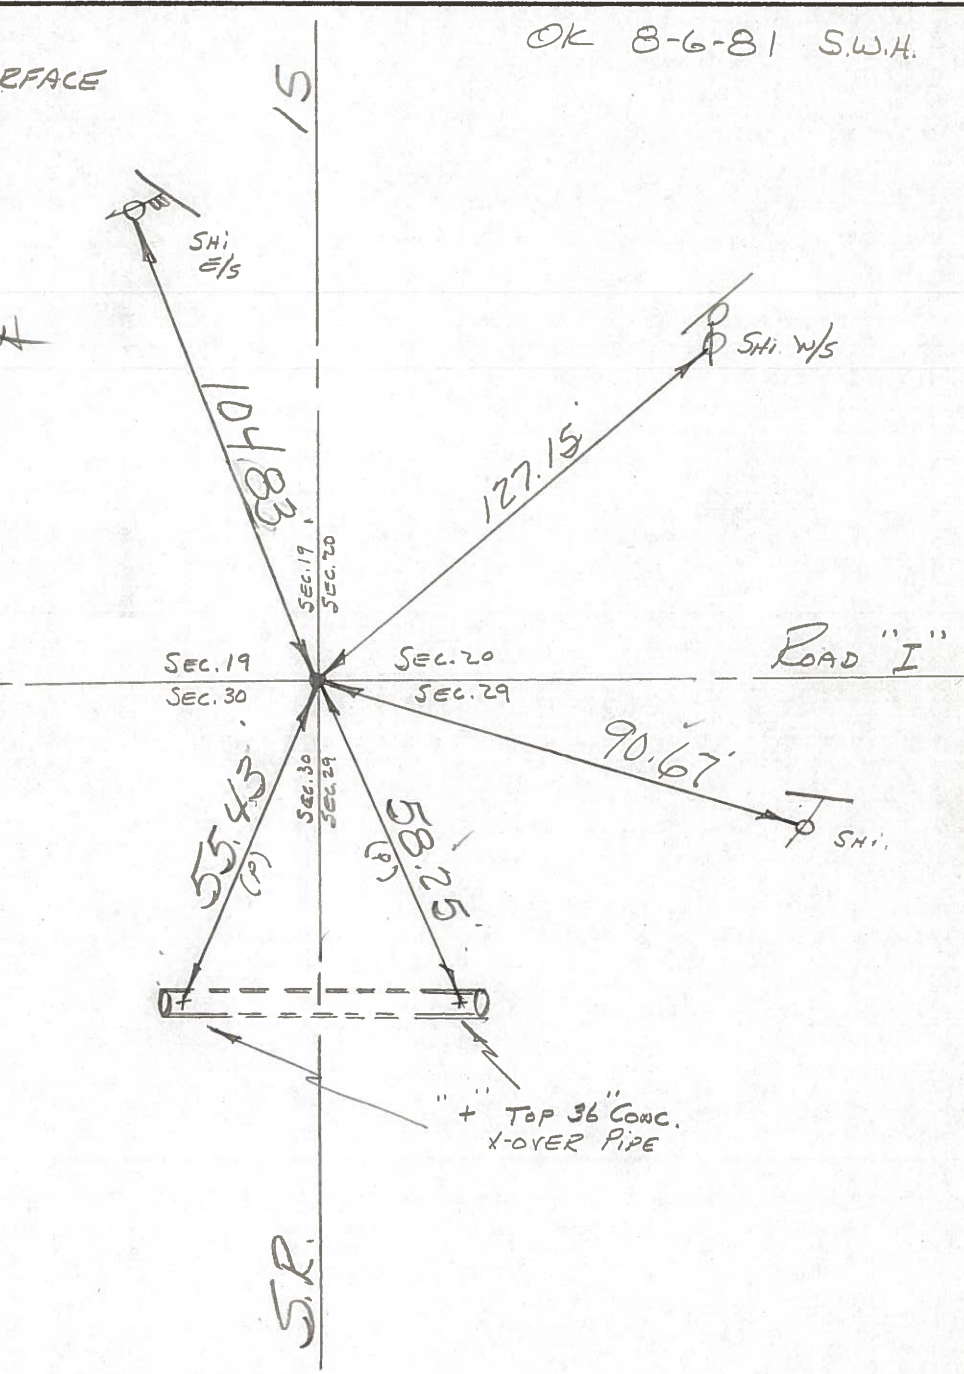 OK 8-6-81 S.W.H.
RFACE
15
SHi
E/S
SHi W/S
104.83
127.15'
SEC. 19
SEC. 20
SEC. 19
SEC. 20
ROAD "I"
SEC. 30
SEC. 29
90.67'
SEC. 30
SEC. 29
55.43
(P)
58.25
SHi.
"+" TOP 36" CONC.
X-OVER PiPE
S.R.